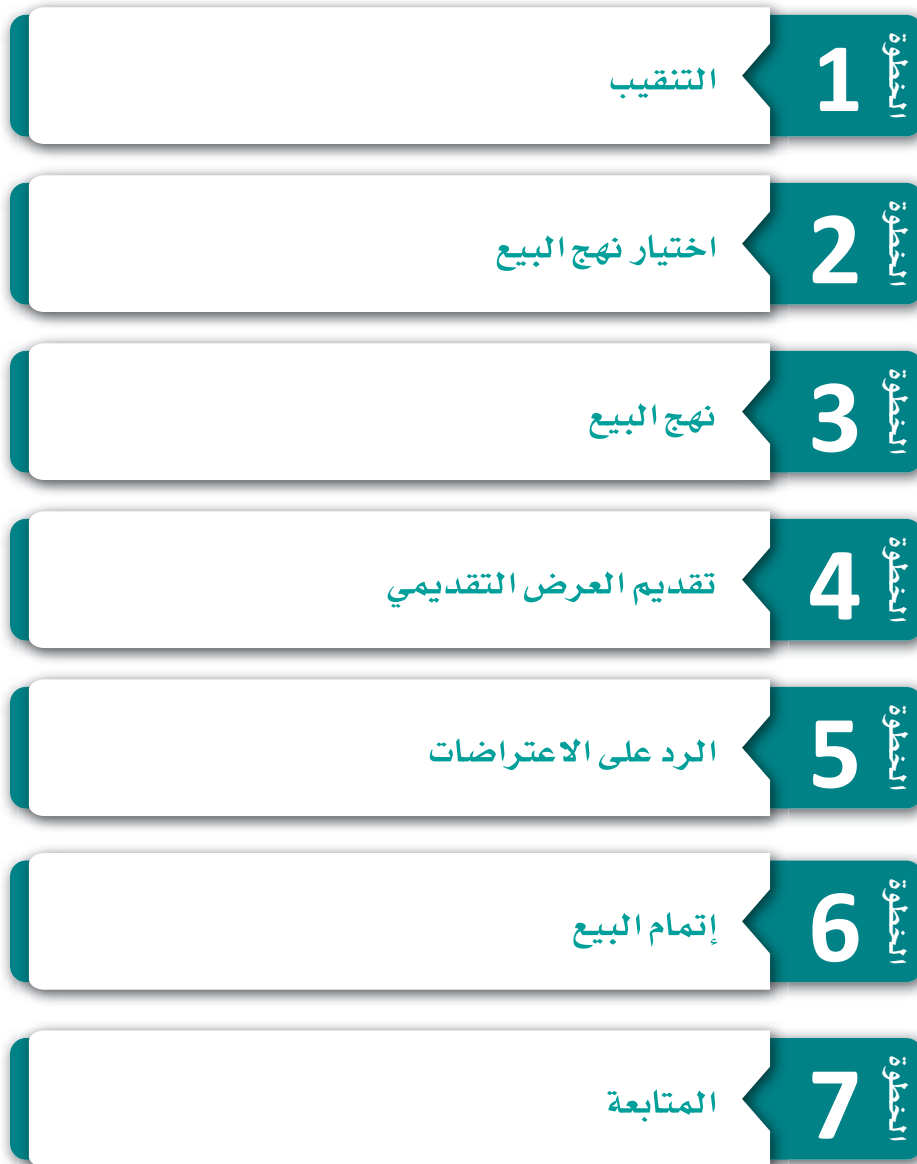 الخطوة 1 التنقيب
الخطوة 2 اختيار نهج البيع
الخطوة 3 نهج البيع
الخطوة 4 تقديم العرض التقديمي
الخطوة 5 الرد على الاعتراضات
الخطوة 6 إتمام البيع
الخطوة 7 المتابعة